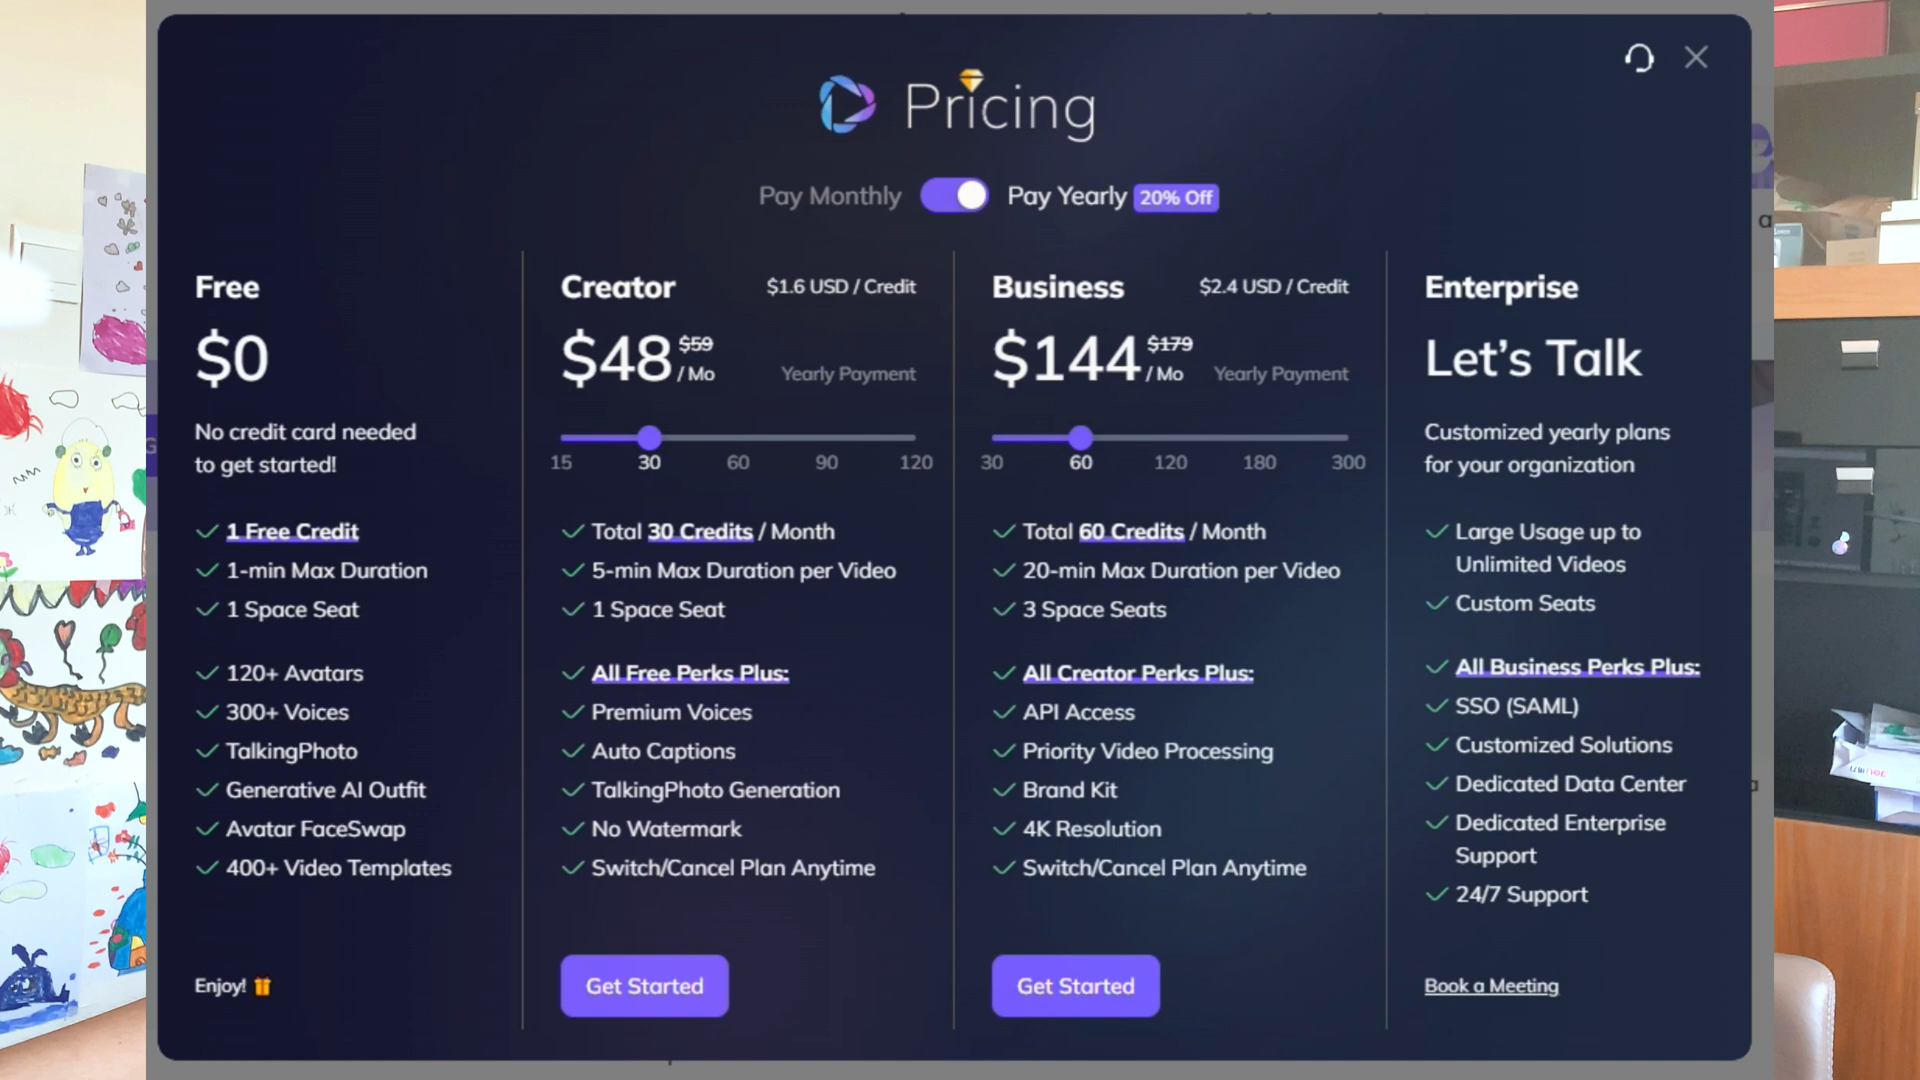 Pricing
Pay Monthly
Pay Yearly 20% Off
Free
$0
No credit card needed
to get started!
1 Free Credit
1-min Max Duration
1 Space Seat
120+ Avatars
300+ Voices
TalkingPhoto
Generative AI Outfit
Avatar FaceSwap
400+ Video Templates
Enjoy!
Creator
$1.6 USD / Credit
$48 $59 / Mo
Yearly Payment
15 30 60 90 120
Total 30 Credits / Month
5-min Max Duration per Video
1 Space Seat
All Free Perks Plus:
Premium Voices
Auto Captions
TalkingPhoto Generation
No Watermark
Switch/Cancel Plan Anytime
Get Started
Business
$2.4 USD / Credit
$144 $179 / Mo
Yearly Payment
30 60 120 180 300
Total 60 Credits / Month
20-min Max Duration per Video
3 Space Seats
All Creator Perks Plus:
API Access
Priority Video Processing
Brand Kit
4K Resolution
Switch/Cancel Plan Anytime
Get Started
Enterprise
Let's Talk
Customized yearly plans
for your organization
Large Usage up to
Unlimited Videos
Custom Seats
All Business Perks Plus:
SSO (SAML)
Customized Solutions
Dedicated Data Center
Dedicated Enterprise
Support
24/7 Support
Book a Meeting